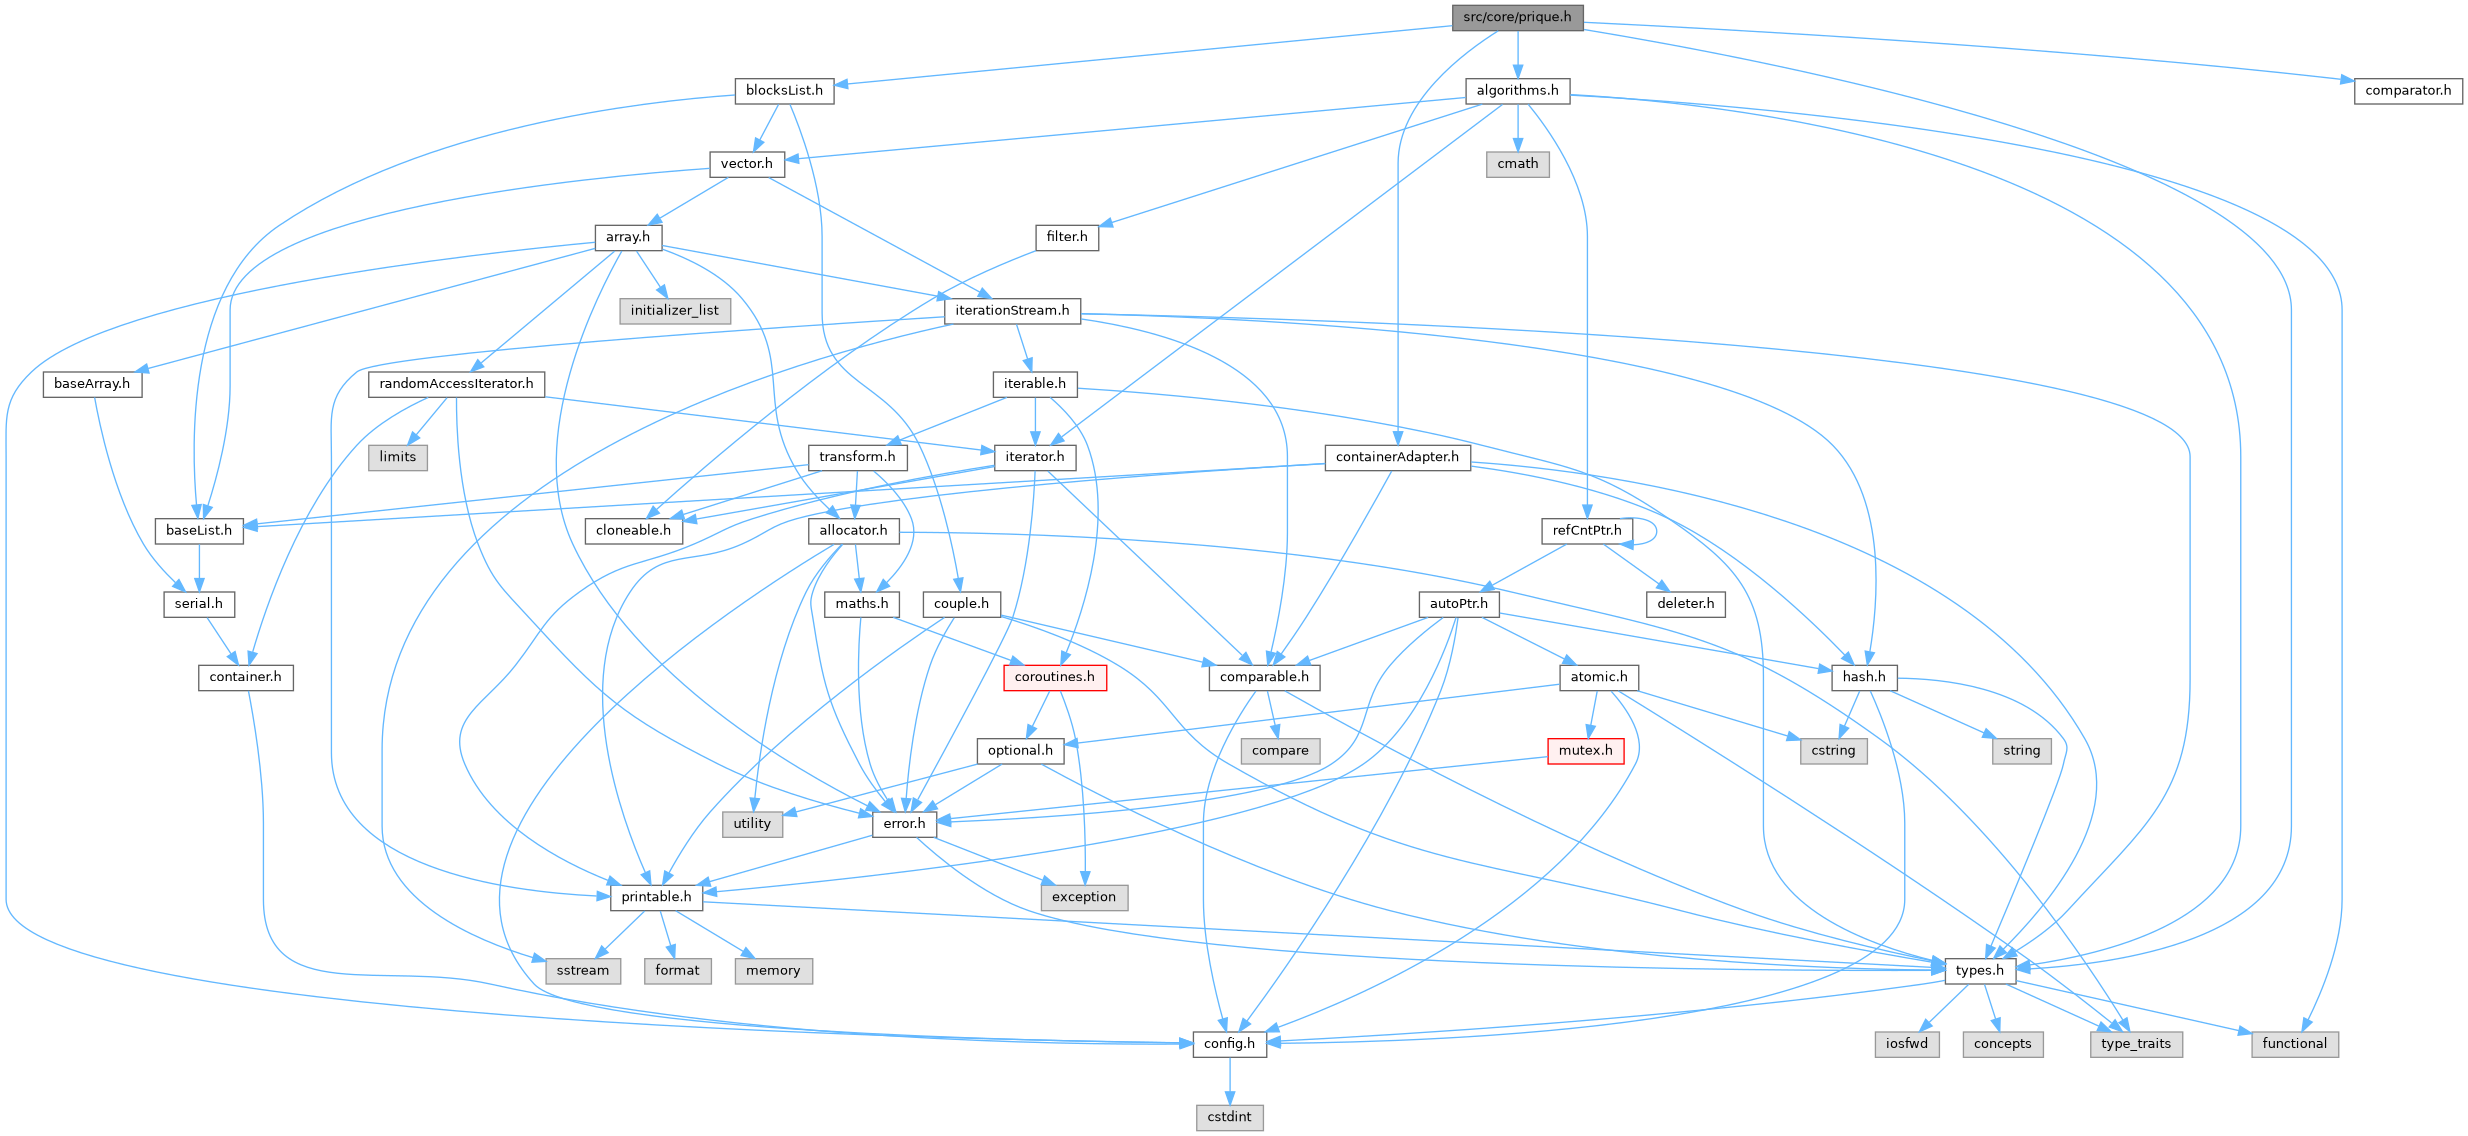 src/core/prique.h
blocksList.h
algorithms.h
comparator.h
vector.h
cmath
array.h
filter.h
initializer_list
iterationStream.h
baseArray.h
randomAccessIterator.h
iterable.h
limits
transform.h
iterator.h
containerAdapter.h
baseList.h
cloneable.h
allocator.h
refCntPtr.h
serial.h
maths.h
couple.h
autoPtr.h
deleter.h
container.h
coroutines.h
comparable.h
atomic.h
hash.h
optional.h
compare
mutex.h
cstring
string
utility
error.h
printable.h
exception
sstream
format
memory
types.h
config.h
iosfwd
concepts
type_traits
functional
cstdint